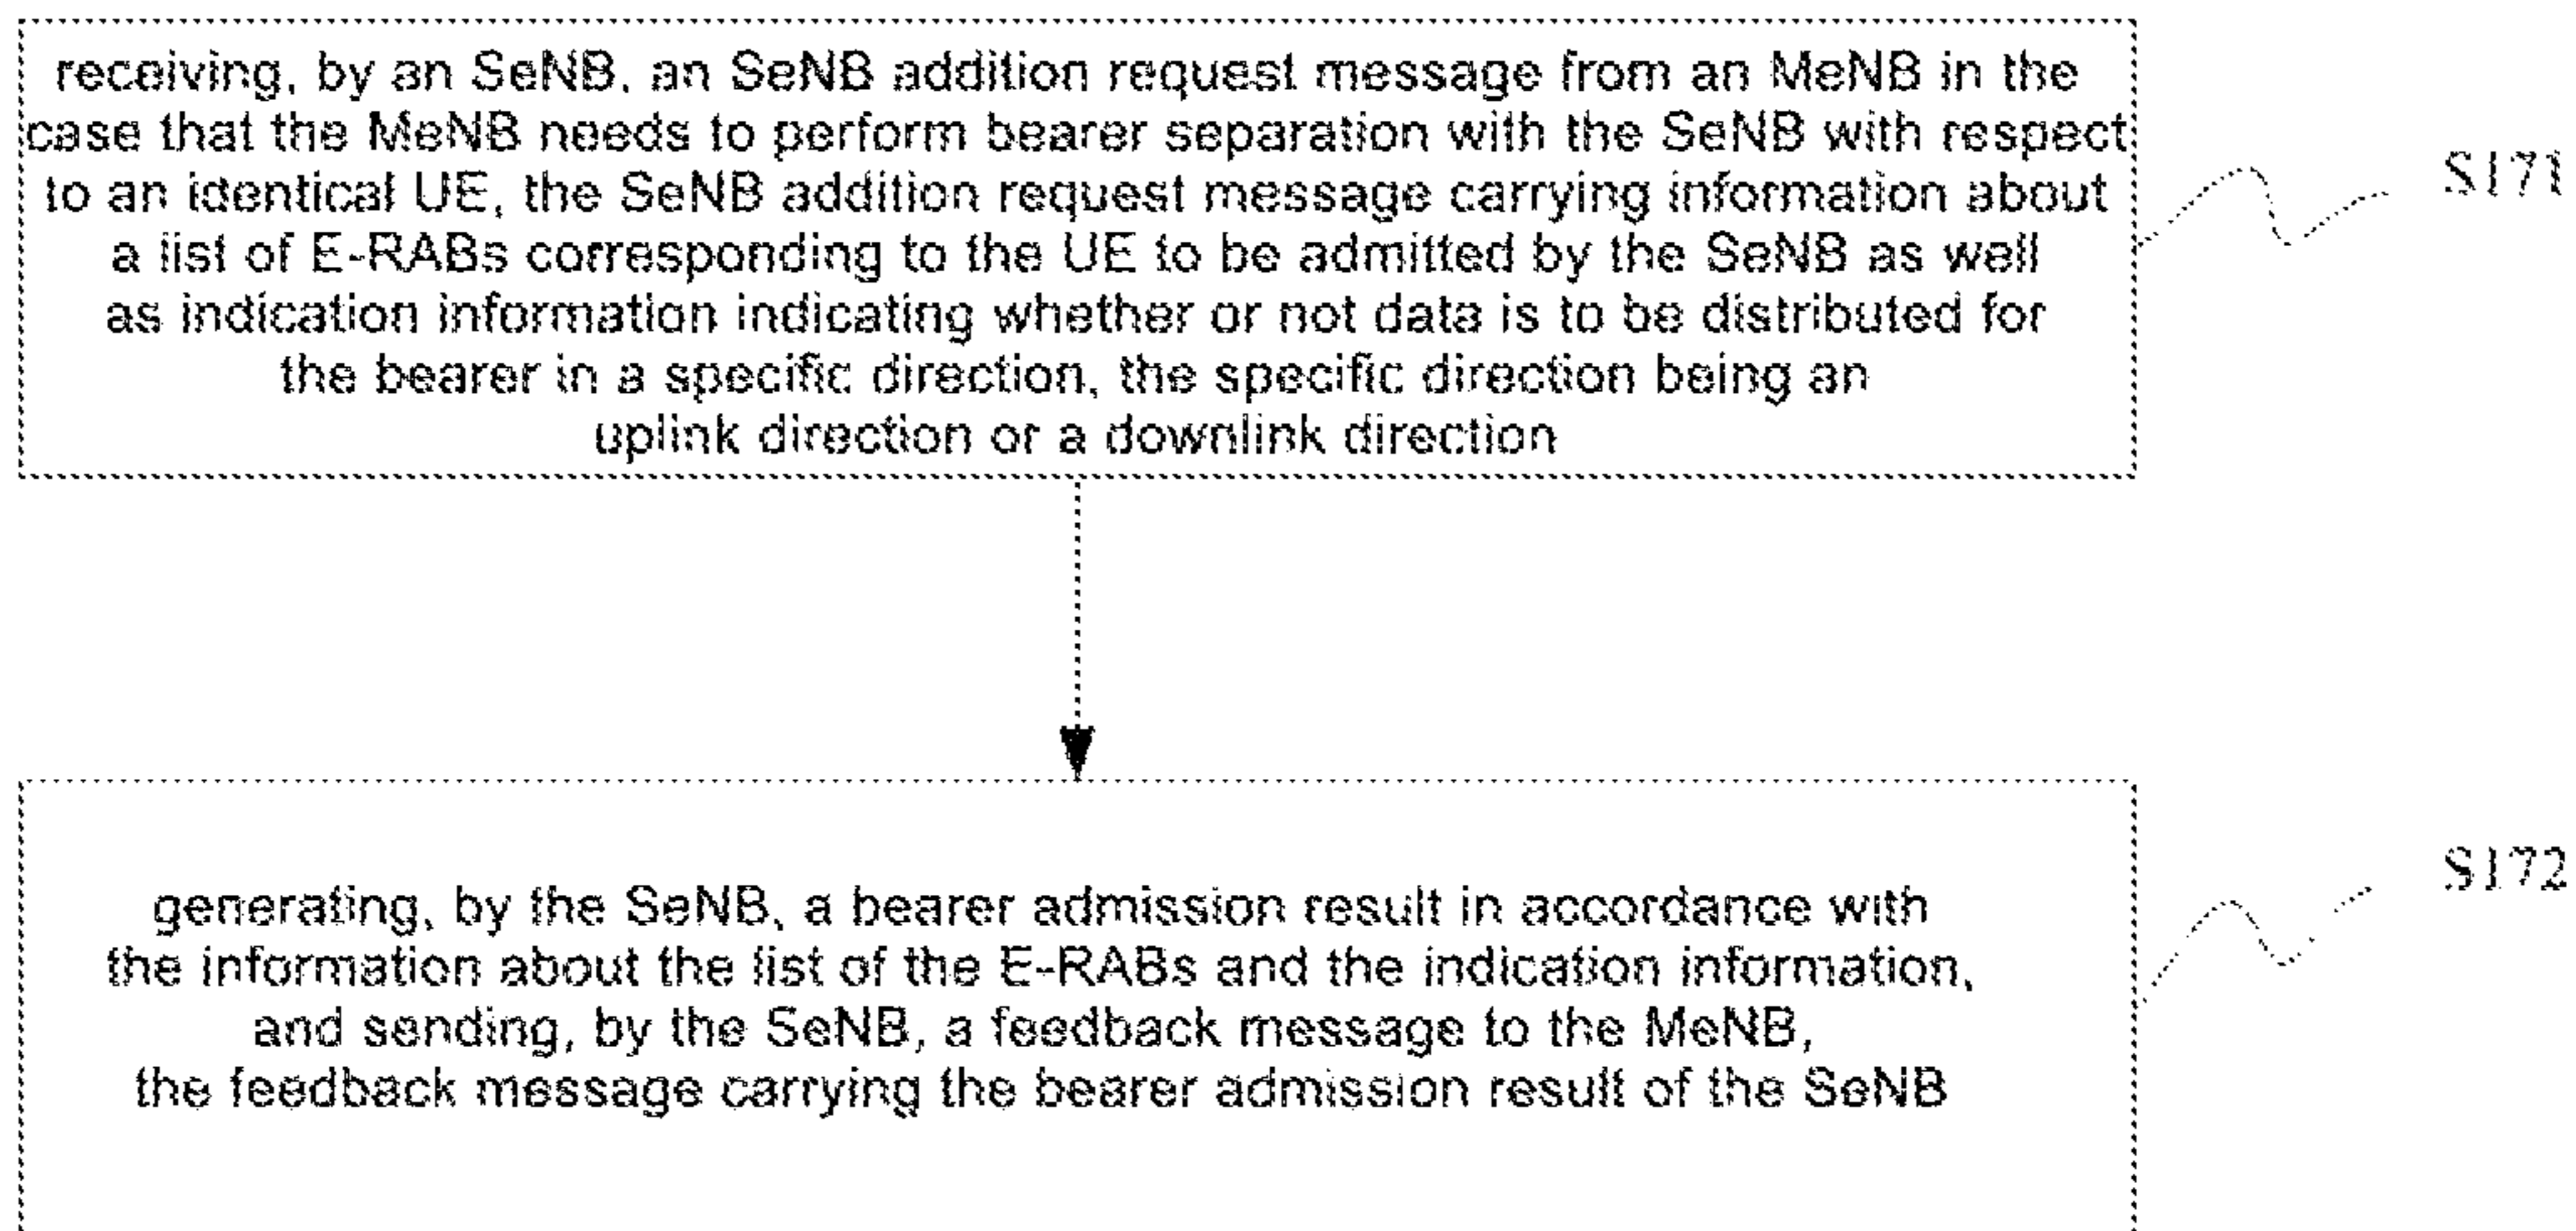 receiving, by an SeNB, an SeNB addition request message from an MeNB in the
case that the MeNB needs to perform bearer separation with the SeNB with respect
to an identical UE, the SeNB addition request message carrying information about
a list of E-RABs corresponding to the UE to be admitted by the SeNB as well
as indication information indicating whether or not data is to be distributed for
the bearer in a specific direction, the specific direction being an
uplink direction or a downlink direction
S171
generating, by the SeNB, a bearer admission result in accordance with
the information about the list of the E-RABs and the indication information,
and sending, by the SeNB, a feedback message to the MeNB,
the feedback message carrying the bearer admission result of the SeNB
S172